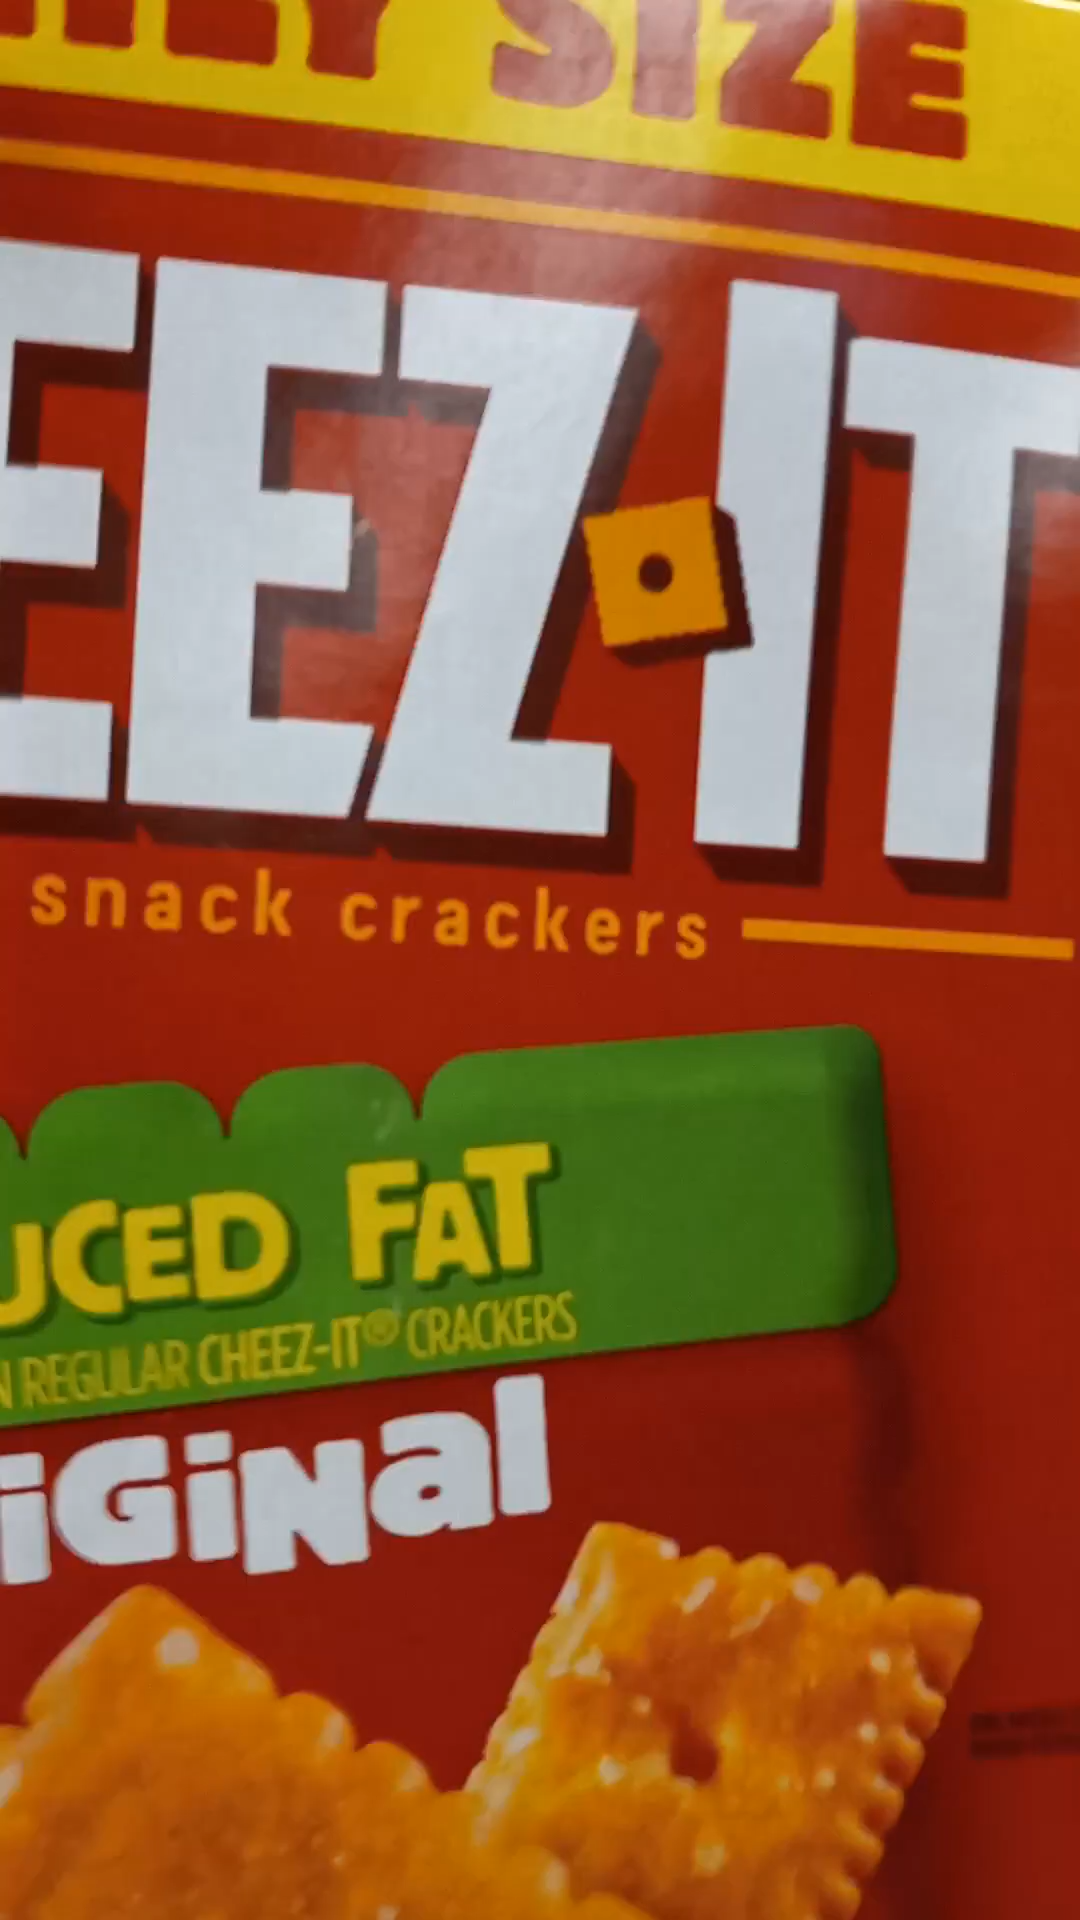 ILY SIZE
EEZ-IT
snack crackers
UCED FAT
N REGULAR CHEEZ-IT® CRACKERS
iGiNal